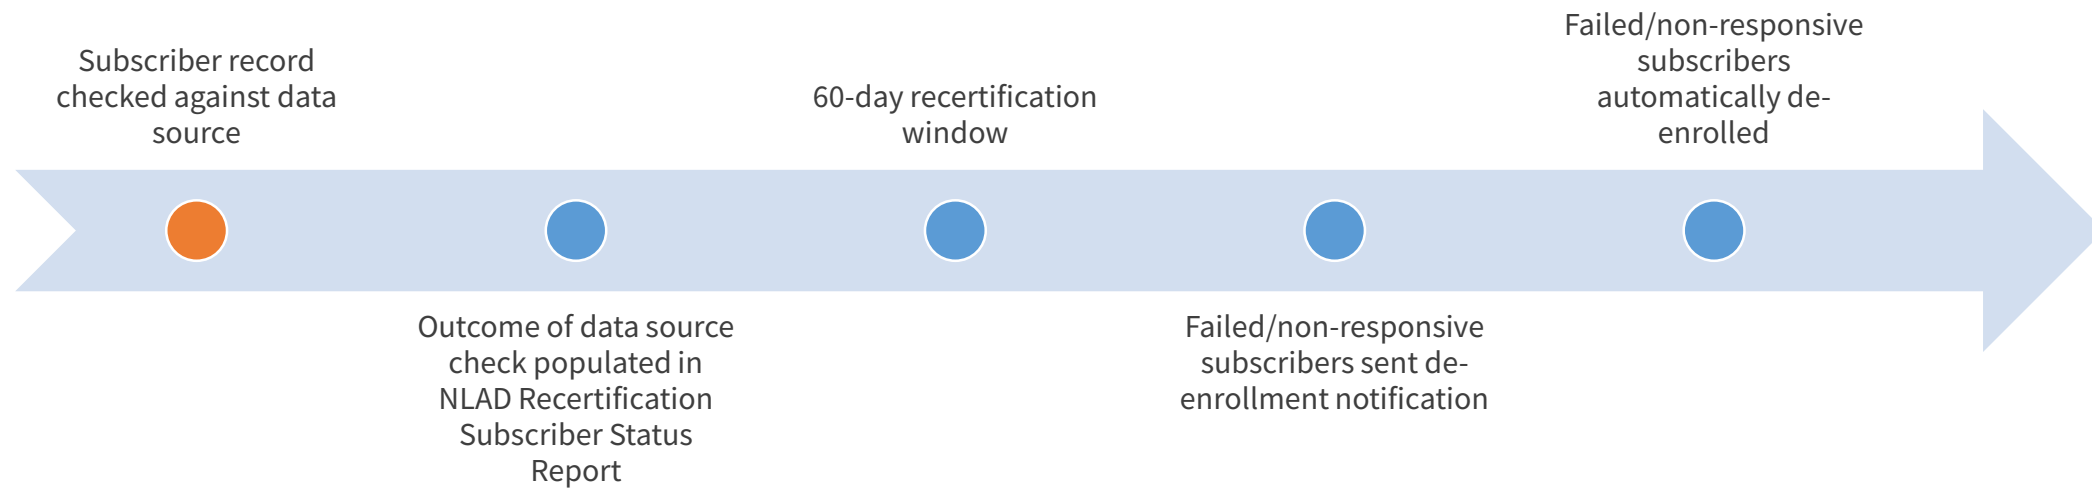 Subscriber record
checked against data
source
Outcome of data source
check populated in
NLAD Recertification
Subscriber Status
Report
60-day recertification
window
Failed/non-responsive
subscribers sent de-
enrollment notification
Failed/non-responsive
subscribers
automatically de-
enrolled